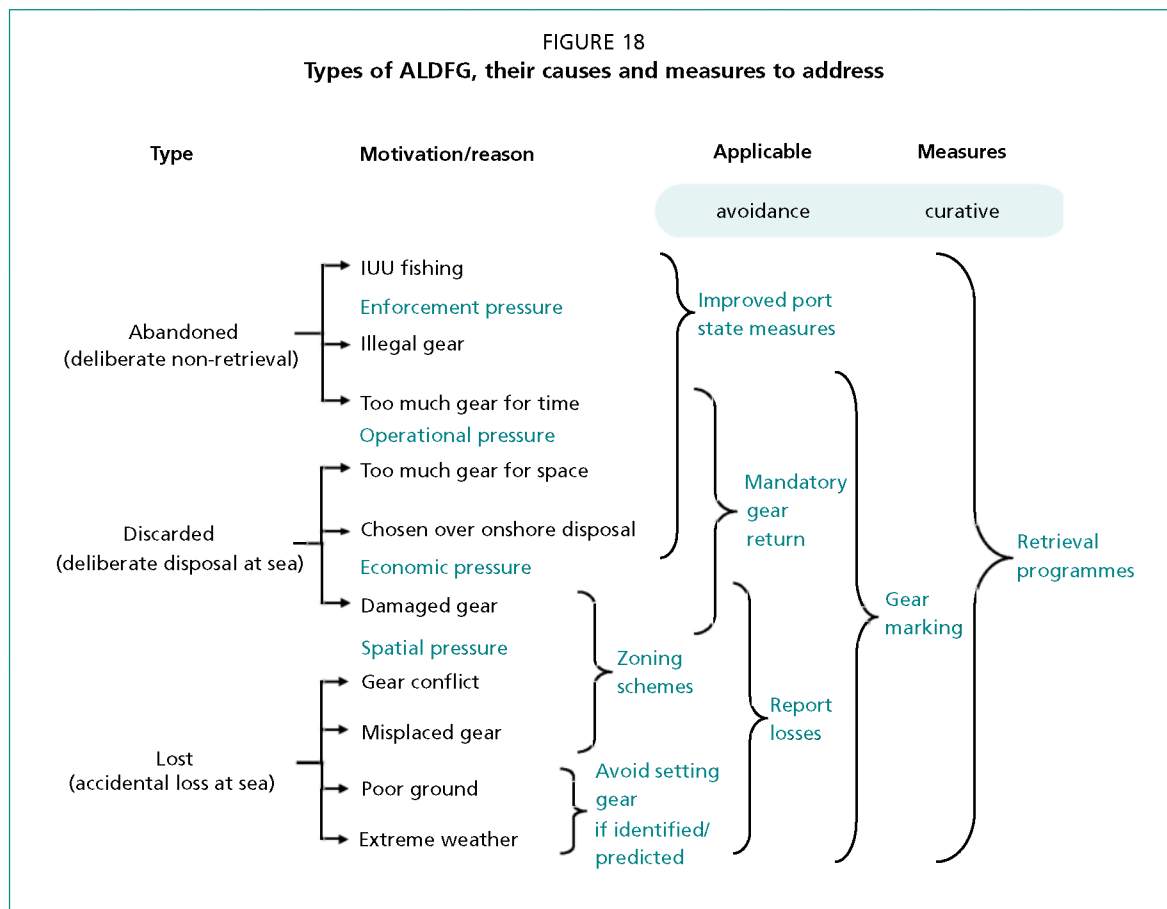 FIGURE 18
Types of ALDFG, their causes and measures to address
Type
Motivation/reason
Applicable
Measures
avoidance
curative
Abandoned
(deliberate non-retrieval)
IUU fishing
Enforcement pressure
Illegal gear
Too much gear for time
Operational pressure
Discarded
(deliberate disposal at sea)
Too much gear for space
Chosen over onshore disposal
Economic pressure
Damaged gear
Spatial pressure
Lost
(accidental loss at sea)
Gear conflict
Misplaced gear
Poor ground
Extreme weather
Improved port
state measures
Mandatory
gear
return
Zoning
schemes
Avoid setting
gear
if identified/
predicted
Report
losses
Gear
marking
Retrieval
programmes